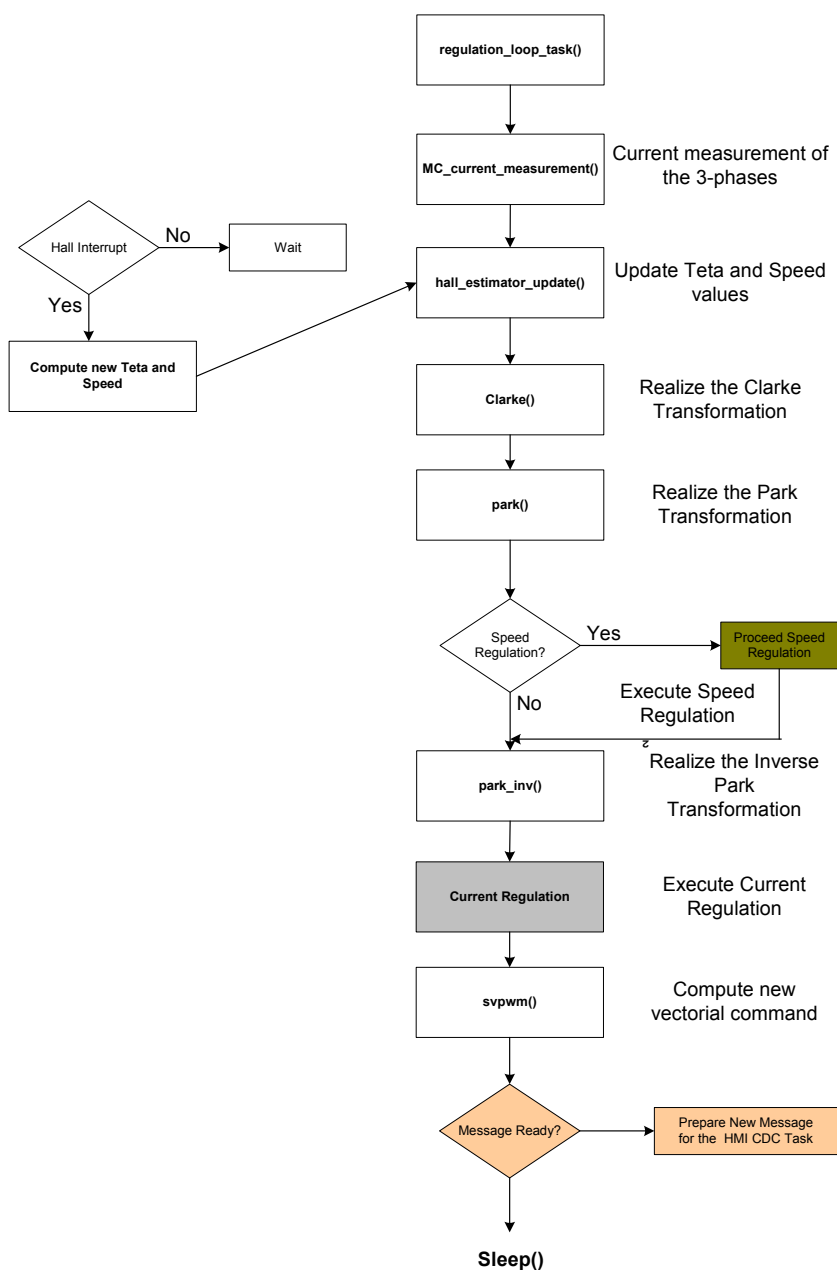 regulation_loop_task()
MC_current_measurement()
Current measurement of
the 3-phases
Hall Interrupt
No
Wait
Yes
hall_estimator_update()
Update Teta and Speed
values
Compute new Teta and
Speed
Clarke()
Realize the Clarke
Transformation
park()
Realize the Park
Transformation
Speed
Regulation?
Yes
Proceed Speed
Regulation
No
Execute Speed
Regulation
2
park_inv()
Realize the Inverse
Park
Transformation
Current Regulation
Execute Current
Regulation
svpwm()
Compute new
vectorial command
Message Ready?
Prepare New Message
for the HMI CDC Task
Sleep()